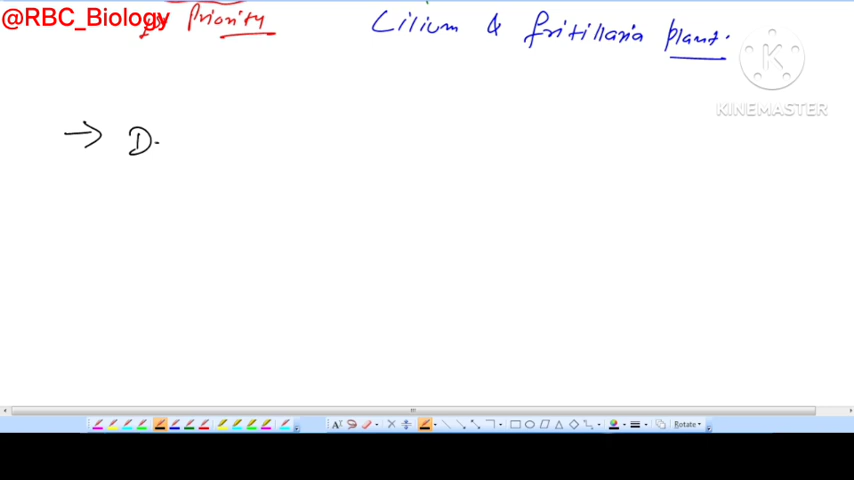 @RBC_Biology
Priority
Lilium & fritillaria plant.
KINEMASTER
→ D.
Rotate